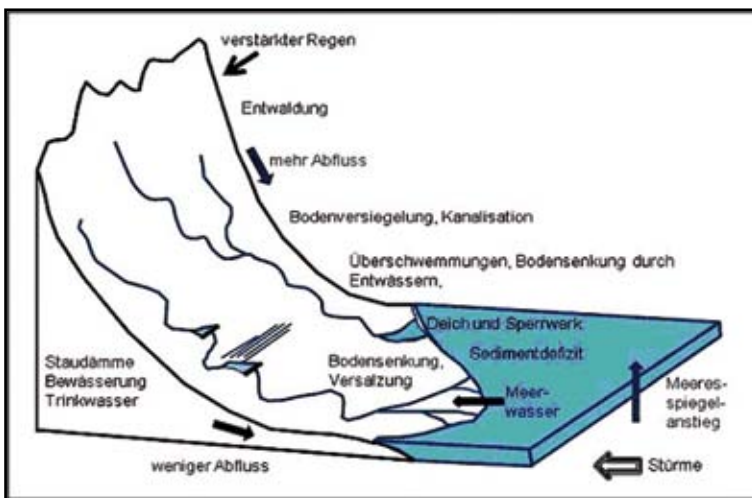 verstärkter Regen
Entwaldung
mehr Abfluss
Bodenversiegelung, Kanalisation
Überschwemmungen, Bodensenkung durch
Entwässern,
Deich und Sperrwerk
Sedimentdefizit
Bodensenkung,
Versalzung
Staudämme
Bewässerung
Trinkwasser
Meer-
wasser
Meeres-
spiegel-
anstieg
weniger Abfluss
Stürme